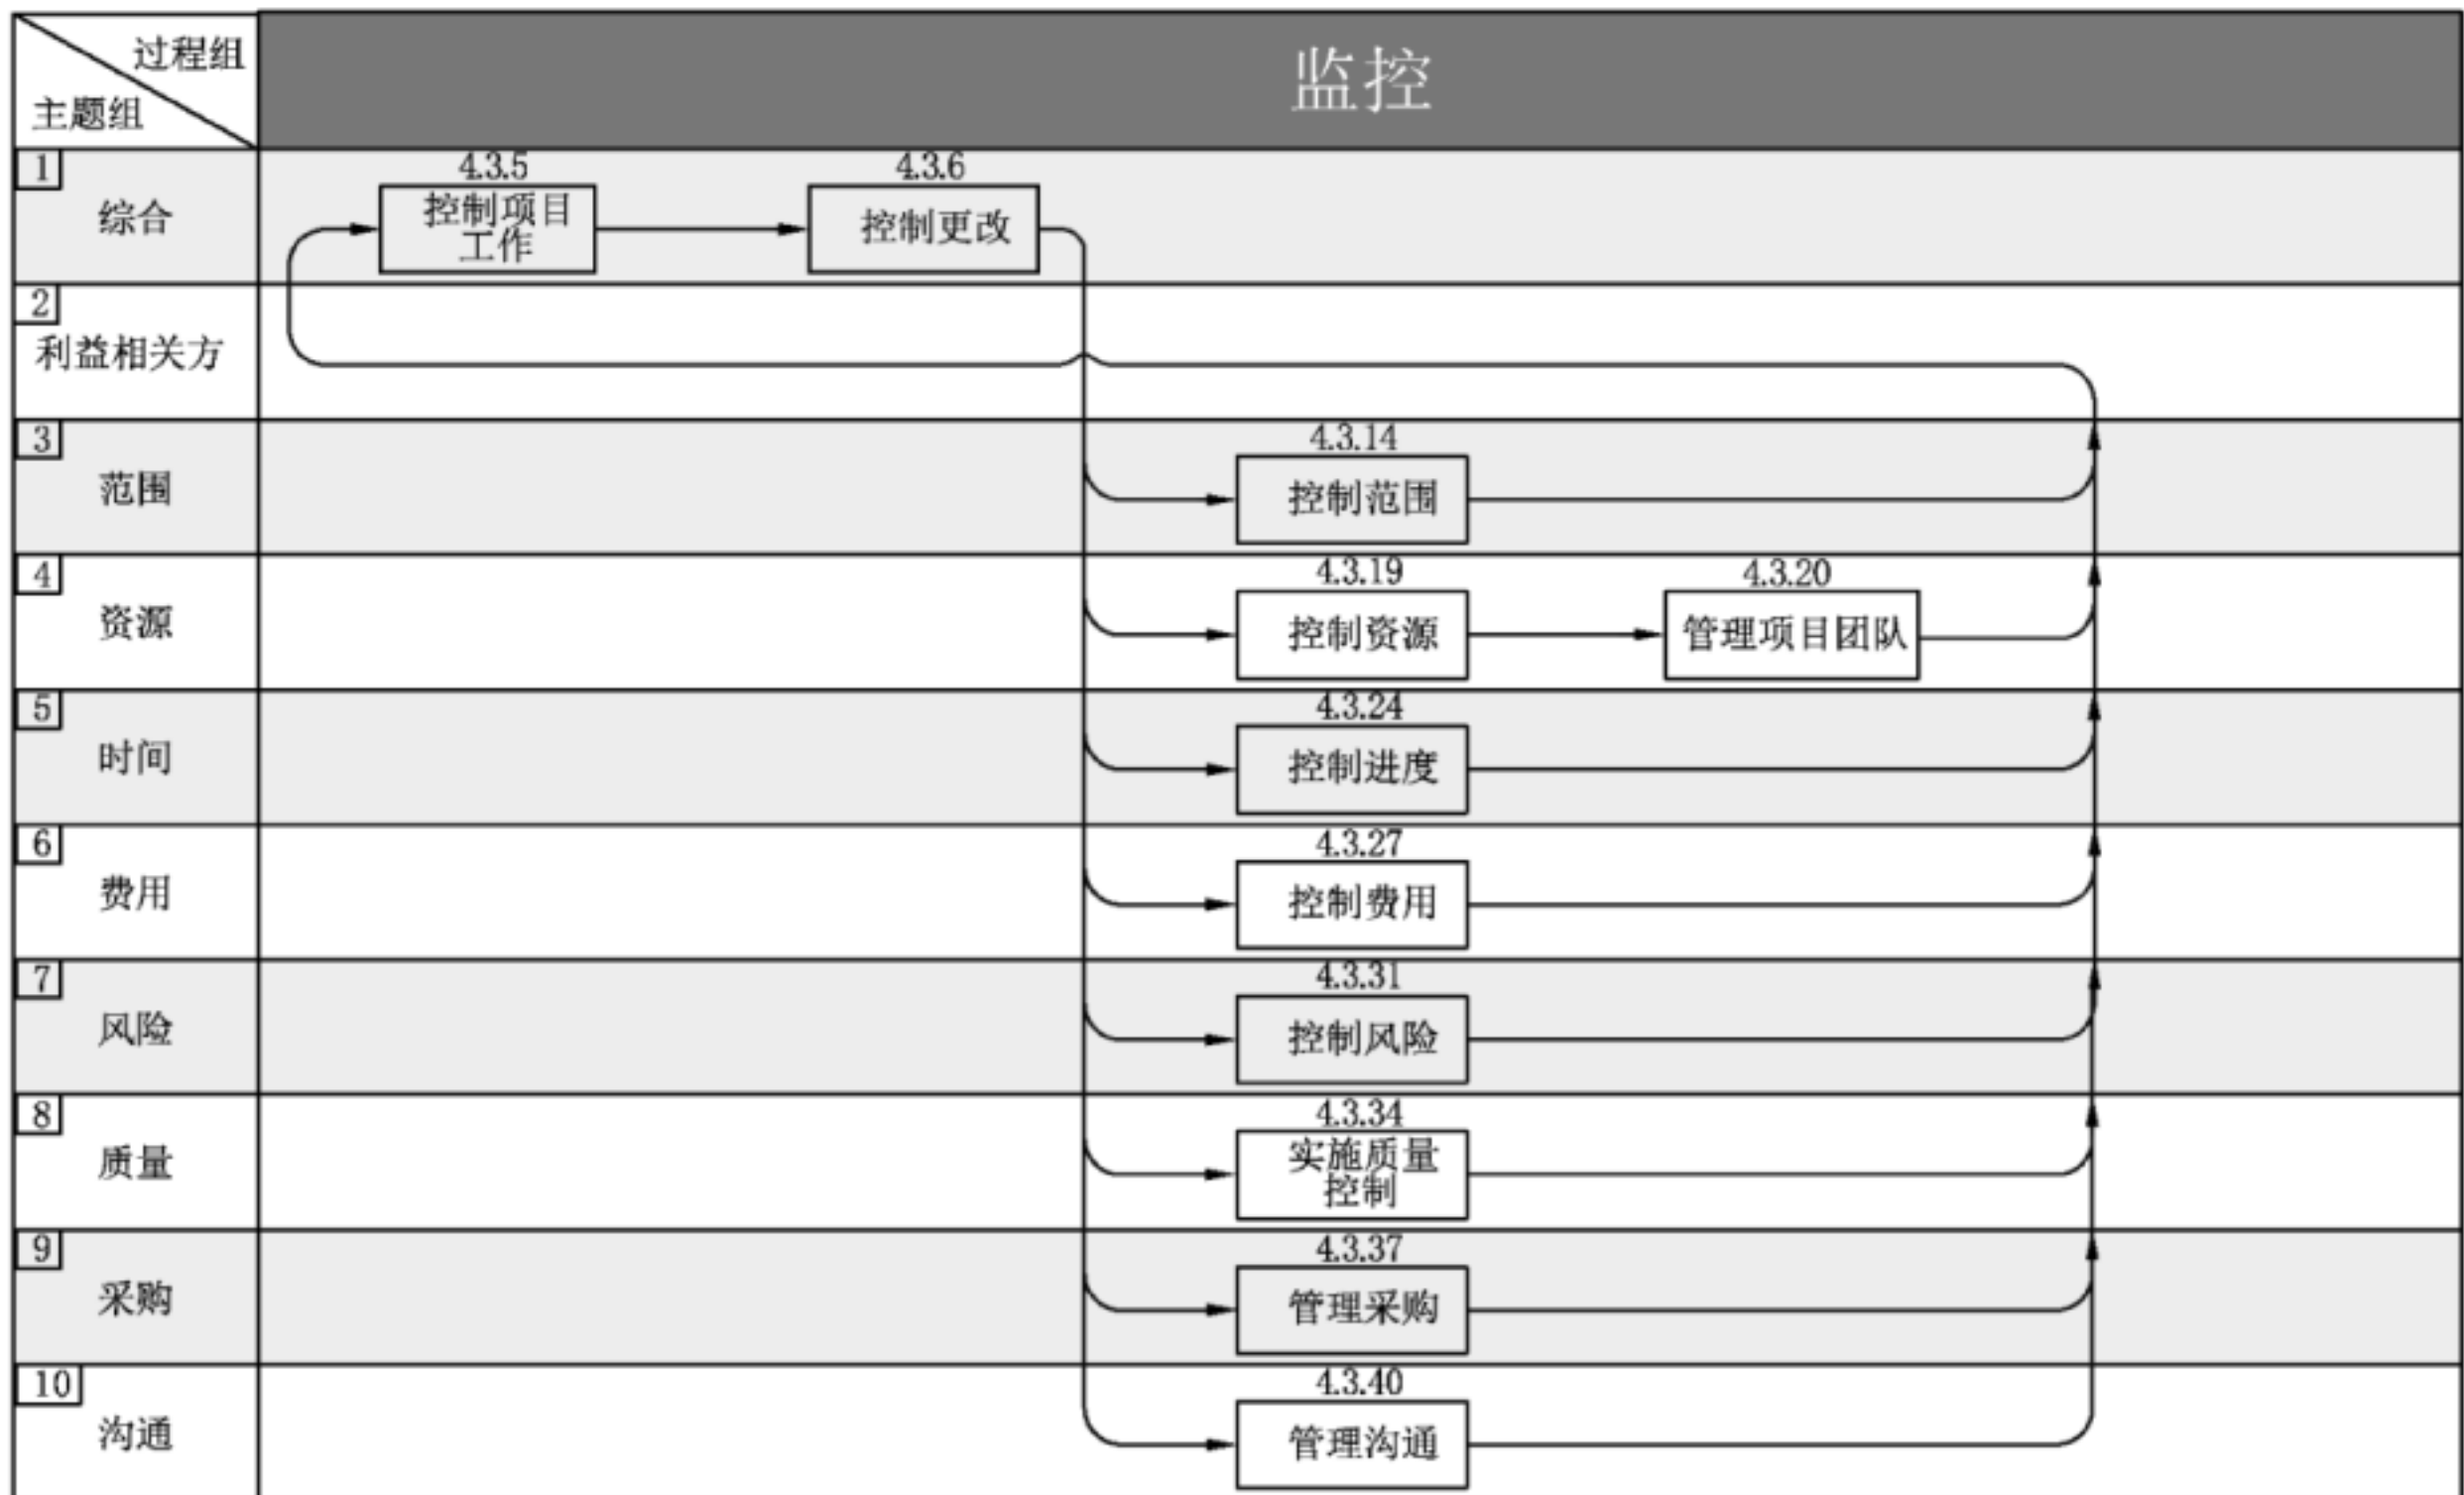 过程组
主题组
监控
1
综合
4.3.5
控制项目
工作
4.3.6
控制更改
2
利益相关方
3
范围
4.3.14
控制范围
4
资源
4.3.19
控制资源
4.3.20
管理项目团队
5
时间
4.3.24
控制进度
6
费用
4.3.27
控制费用
7
风险
4.3.31
控制风险
8
质量
4.3.34
实施质量
控制
9
采购
4.3.37
管理采购
10
沟通
4.3.40
管理沟通